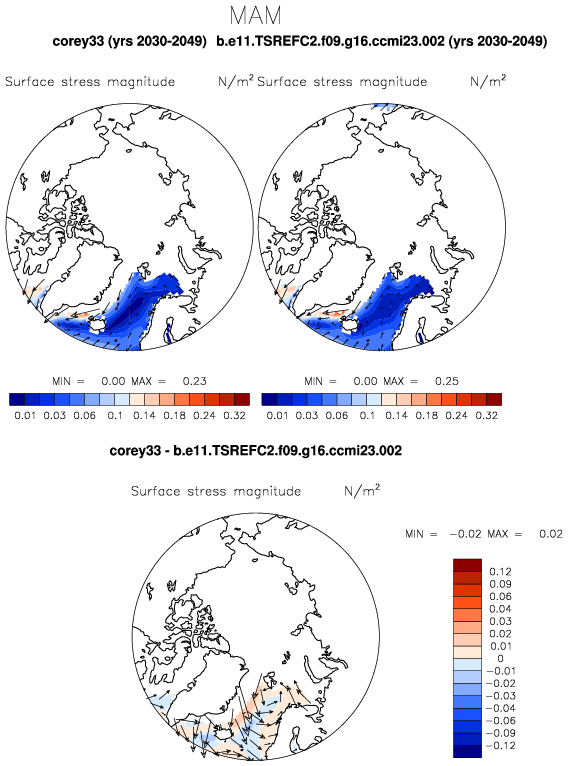 MAM
corey33 (yrs 2030-2049) b.e11.TSREFC2.f09.g16.ccmi23.002 (yrs 2030-2049)
Surface stress magnitude N/m² Surface stress magnitude N/m²
MIN = 0.00 MAX = 0.23 MIN = 0.00 MAX = 0.25
0.01 0.03 0.06 0.1 0.14 0.18 0.24 0.32 0.01 0.03 0.06 0.1 0.14 0.18 0.24 0.32
corey33 - b.e11.TSREFC2.f09.g16.ccmi23.002
Surface stress magnitude N/m²
MIN = -0.02 MAX = 0.02
0.12
0.09
0.06
0.04
0.03
0.02
0.01
0
-0.01
-0.02
-0.03
-0.04
-0.06
-0.09
-0.12